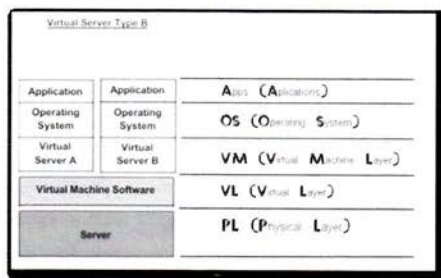 Virtual Server Type B
Application Application Apps (Aplications)
Operating System Operating System OS (Operating System)
Virtual Server A Virtual Server B VM (Virtual Machine Layer)
Virtual Machine Software VL (Virtual Layer)
Server PL (Physical Layer)